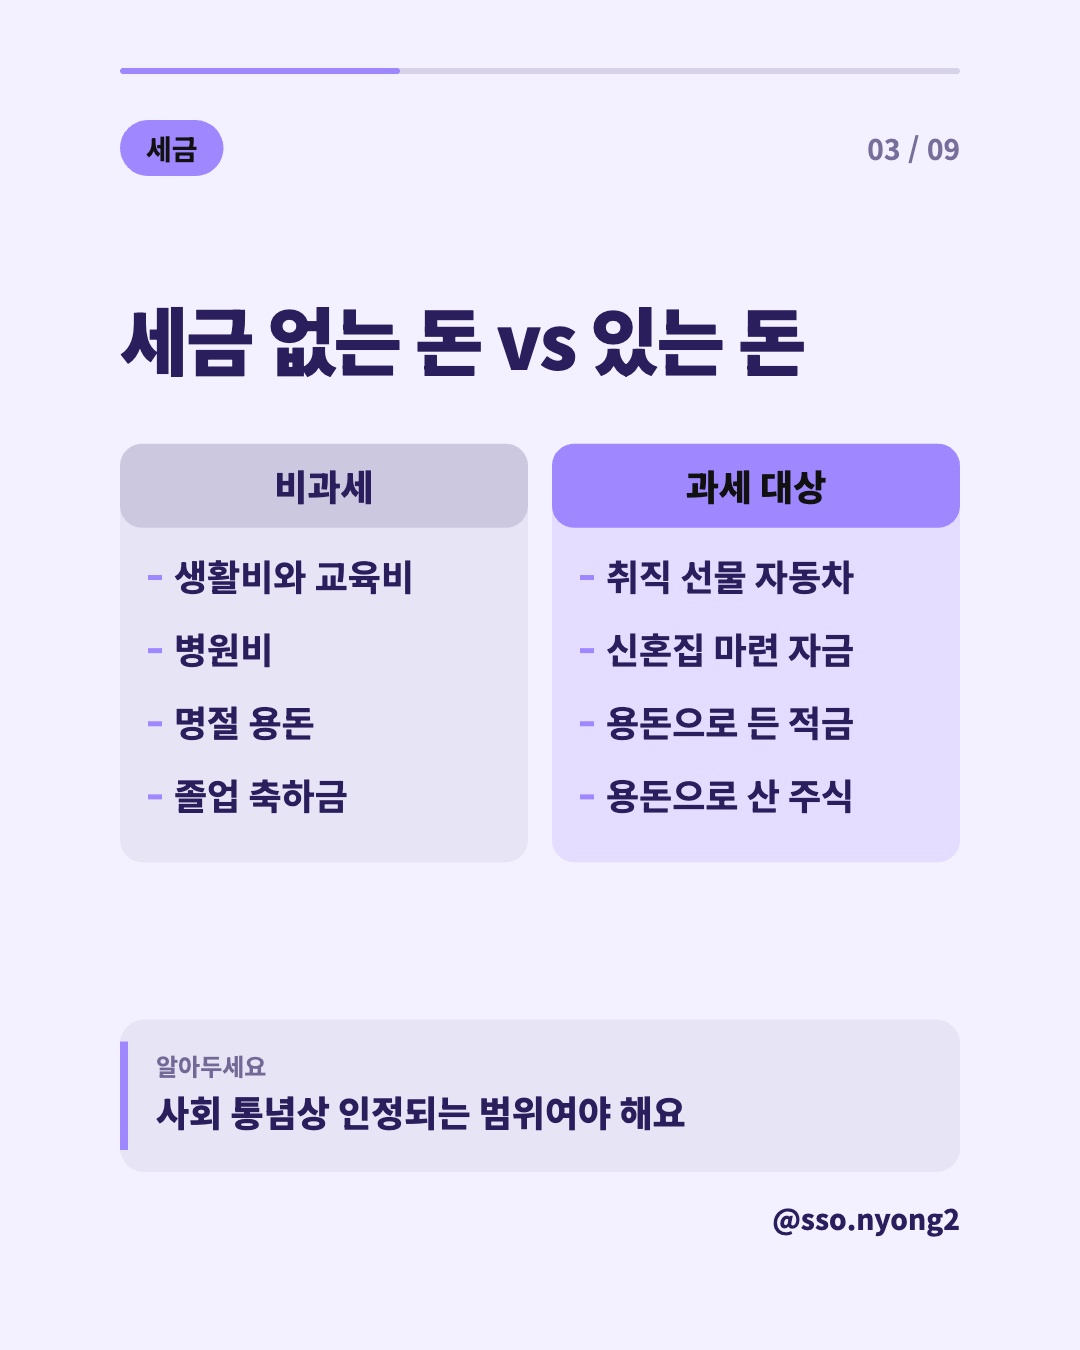 세금
03 / 09
세금 없는 돈 vs 있는 돈
비과세
- 생활비와 교육비
- 병원비
- 명절 용돈
- 졸업 축하금
과세 대상
- 취직 선물 자동차
- 신혼집 마련 자금
- 용돈으로 든 적금
- 용돈으로 산 주식
알아두세요
사회 통념상 인정되는 범위여야 해요
@sso.nyong2